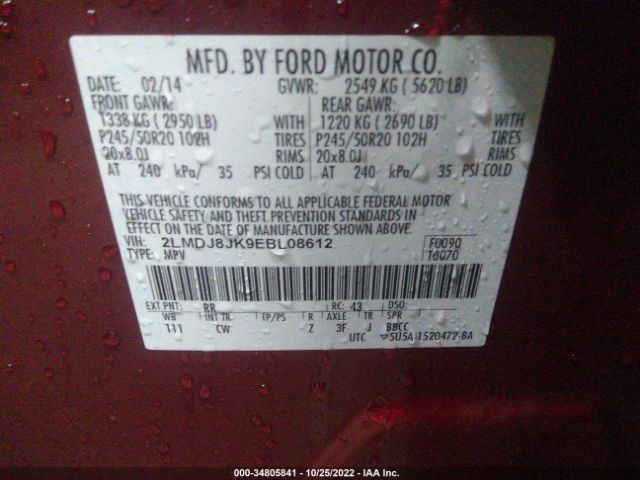 MFD. BY FORD MOTOR CO.
DATE: 02/14 GVWR: 2549 KG ( 5620 LB)
FRONT GAWR: REAR GAWR:
1338 KG ( 2950 LB) WITH 1220 KG ( 2690 LB) WITH
P245/50R20 102H TIRES P245/50R20 102H TIRES
20x8.0J RIMS 20x8.0J RIMS
AT 240 kPa/ 35 PSI COLD AT 240 kPa/ 35 PSI COLD
THIS VEHICLE CONFORMS TO ALL APPLICABLE FEDERAL MOTOR
VEHICLE SAFETY AND THEFT PREVENTION STANDARDS IN
EFFECT ON THE DATE OF MANUFACTURE SHOWN ABOVE.
VIN: 2LMDJ8JK9EBL08612 F0090
TYPE: MPV T0070
EXT PNT: RR RC: 43 DSO:
WB INT TR TP/PS R AXLE TR SPR
111 CW Z 3F J BBCC
UTC 5U5A-1520472-BA
000-34805841 - 10/25/2022 - IAA Inc.